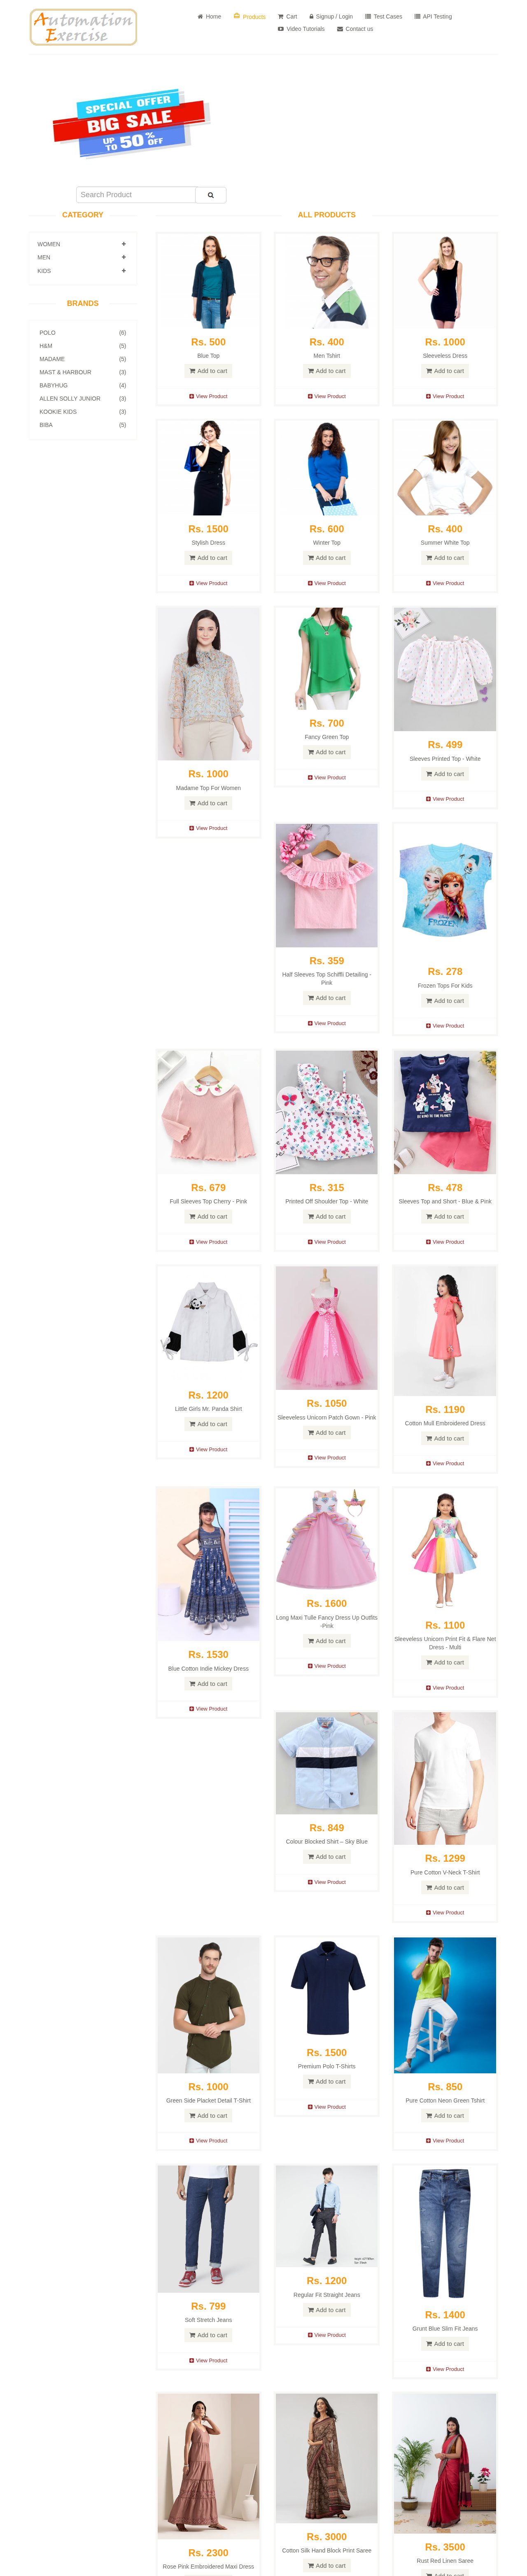 Automation
Exercise
Home
Products
Cart
Signup / Login
Test Cases
API Testing
Video Tutorials
Contact us
SPECIAL OFFER
BIG SALE
UP TO 50% OFF
Search Product
CATEGORY
WOMEN
MEN
KIDS
BRANDS
POLO (6)
H&M (5)
MADAME (5)
MAST & HARBOUR (3)
BABYHUG (4)
ALLEN SOLLY JUNIOR (3)
KOOKIE KIDS (3)
BIBA (5)
ALL PRODUCTS
Rs. 500
Blue Top
Add to cart
View Product
Rs. 400
Men Tshirt
Add to cart
View Product
Rs. 1000
Sleeveless Dress
Add to cart
View Product
Rs. 1500
Stylish Dress
Add to cart
View Product
Rs. 600
Winter Top
Add to cart
View Product
Rs. 400
Summer White Top
Add to cart
View Product
Rs. 1000
Madame Top For Women
Add to cart
View Product
Rs. 700
Fancy Green Top
Add to cart
View Product
Rs. 499
Sleeves Printed Top - White
Add to cart
View Product
Rs. 359
Half Sleeves Top Schiffli Detailing -
Pink
Add to cart
View Product
FROZEN
Rs. 278
Frozen Tops For Kids
Add to cart
View Product
Rs. 679
Full Sleeves Top Cherry - Pink
Add to cart
View Product
Rs. 315
Printed Off Shoulder Top - White
Add to cart
View Product
Rs. 478
Sleeves Top and Short - Blue & Pink
Add to cart
View Product
Rs. 1200
Little Girls Mr. Panda Shirt
Add to cart
View Product
Rs. 1050
Sleeveless Unicorn Patch Gown - Pink
Add to cart
View Product
Rs. 1190
Cotton Mull Embroidered Dress
Add to cart
View Product
Rs. 1530
Blue Cotton Indie Mickey Dress
Add to cart
View Product
Rs. 1600
Long Maxi Tulle Fancy Dress Up Outfits
-Pink
Add to cart
View Product
Rs. 1100
Sleeveless Unicorn Print Fit & Flare Net
Dress - Multi
Add to cart
View Product
Rs. 849
Colour Blocked Shirt – Sky Blue
Add to cart
View Product
Rs. 1299
Pure Cotton V-Neck T-Shirt
Add to cart
View Product
Rs. 1000
Green Side Placket Detail T-Shirt
Add to cart
View Product
Rs. 1500
Premium Polo T-Shirts
Add to cart
View Product
Rs. 850
Pure Cotton Neon Green Tshirt
Add to cart
View Product
Rs. 799
Soft Stretch Jeans
Add to cart
View Product
Rs. 1200
Regular Fit Straight Jeans
Add to cart
View Product
Rs. 1400
Grunt Blue Slim Fit Jeans
Add to cart
View Product
Rs. 2300
Rose Pink Embroidered Maxi Dress
Rs. 3000
Cotton Silk Hand Block Print Saree
Add to cart
Rs. 3500
Rust Red Linen Saree
Add to cart